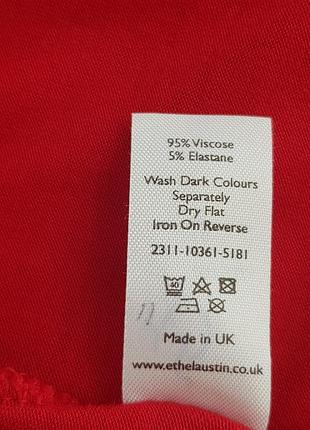 95% Viscose
5% Elastane
Wash Dark Colours
Separately
Dry Flat
Iron On Reverse
2311-10361-5181
40
Made in UK
www.ethelaustin.co.uk